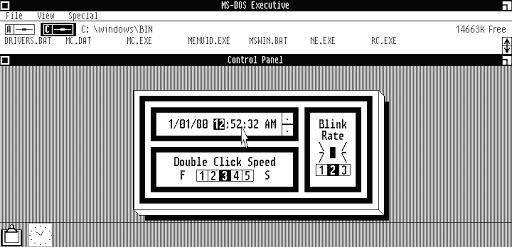 MS-DOS Executive
File View Special
A C C: \windows\BIN 14663K Free
DRIVERS.BAT MC.DAT MC.EXE MENUID.EXE MSWIN.BAT NE.EXE RC.EXE
Control Panel
1/01/80 12:52:32 AM
Double Click Speed
F 1 2 3 4 5 S
Blink
Rate
1 2 3